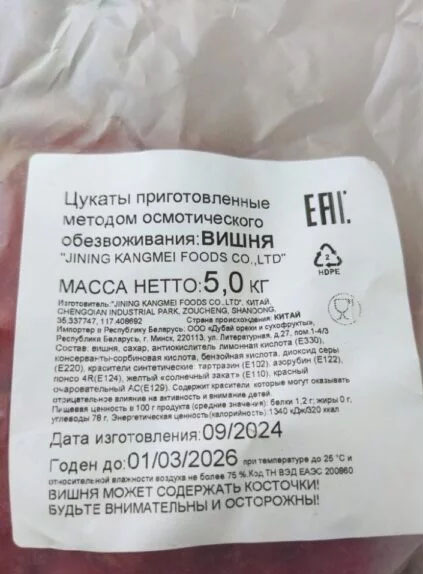 Цукаты приготовленные
методом осмотического
обезвоживания:ВИШНЯ
"JINING KANGMEI FOODS CO.,LTD"
МАССА НЕТТО:5,0 КГ
EAC
2
HDPE
Изготовитель:"JINING KANGMEI FOODS CO.,LTD", КИТАЙ,
CHENGQIAN INDUSTRIAL PARK, ZOUCHENG, SHANDONG,
35.337747, 117.408692 Страна происхождения: КИТАЙ
Импортер в Республику Беларусь: ООО «Дубай орехи и сухофрукты»,
Республика Беларусь, г. Минск, 220113, ул. Литературная, д.27, пом.1-4/3
Состав: вишня, сахар, антиокислитель лимонная кислота (Е330),
консерванты-сорбиновая кислота, бензойная кислота, диоксид серы
(Е220), красители синтетические тартразин (Е102), азорубин (Е122),
понсо 4R(E124), желтый «солнечный закат» (Е110), красный
очаровательный АС(Е129). Содержит красители, которые могут оказывать
отрицательное влияние на активность и внимание детей.
Пищевая ценность в 100 г продукта (средние значения): белки 1,2 г; жиры 0 г,
углеводы 78 г. Энергетическая ценность(калорийность): 1340 кДж/320 ккал
Дата изготовления:09/2024
Годен до:01/03/2026 при температуре до 25 °С и
относительной влажности воздуха не более 75 %.Код ТН ВЭД ЕАЭС 200860
ВИШНЯ МОЖЕТ СОДЕРЖАТЬ КОСТОЧКИ!
БУДЬТЕ ВНИМАТЕЛЬНЫ И ОСТОРОЖНЫ!